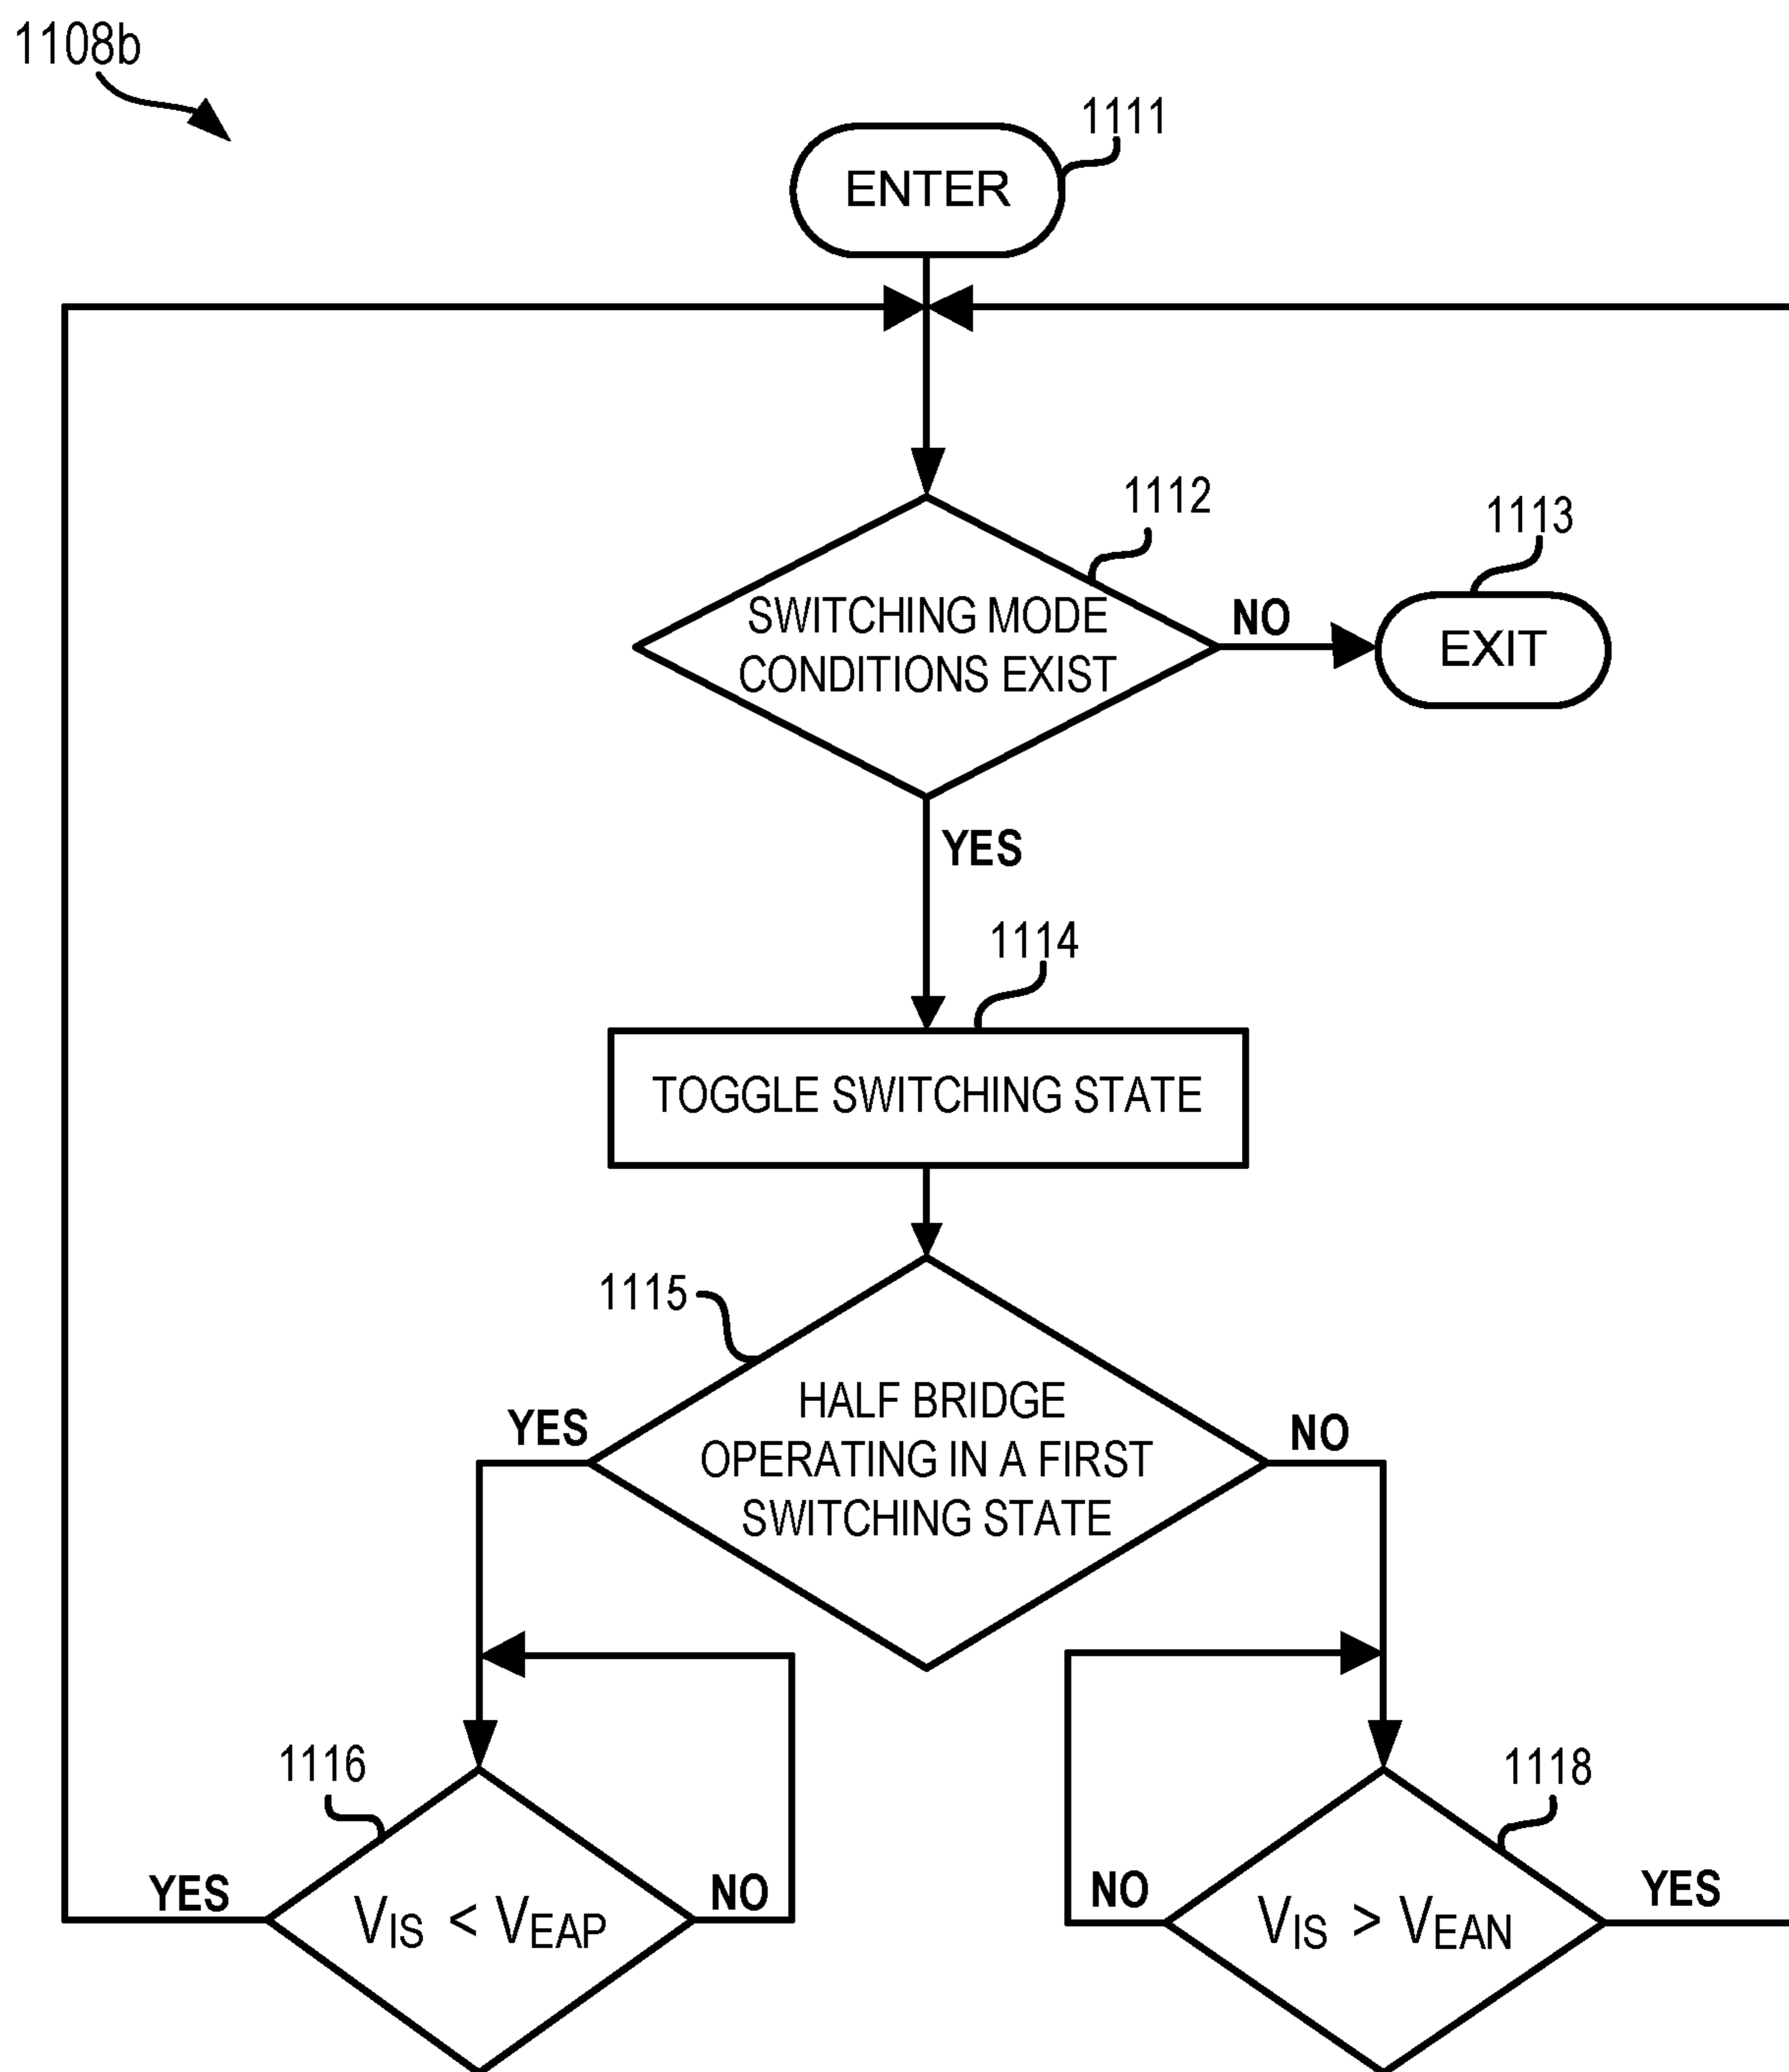 1108b
1111
ENTER
1112
1113
SWITCHING MODE
CONDITIONS EXIST
NO
EXIT
YES
1114
TOGGLE SWITCHING STATE
1115
HALF BRIDGE
OPERATING IN A FIRST
SWITCHING STATE
YES
NO
1116
1118
YES
VIS < VEAP
NO
NO
VIS > VEAN
YES